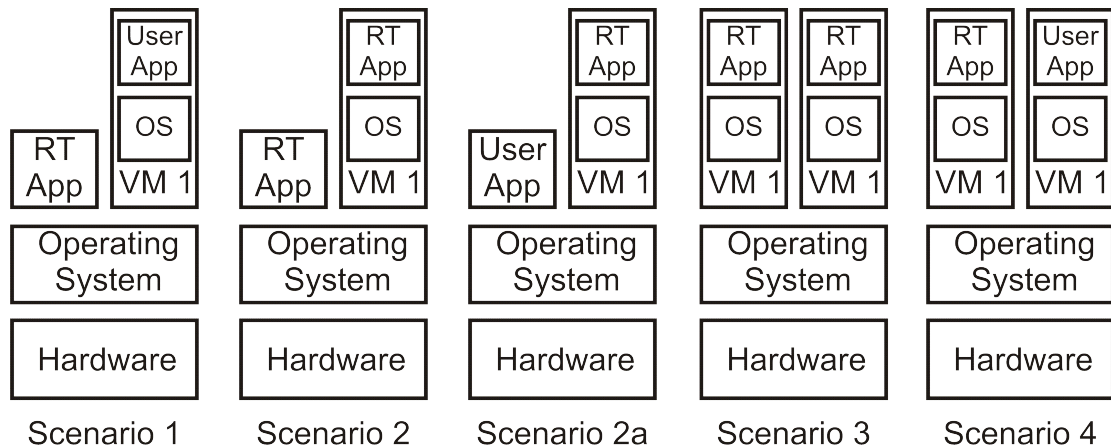 User
App
OS
VM 1
RT
App
Operating
System
Hardware
Scenario 1
RT
App
OS
VM 1
RT
App
Operating
System
Hardware
Scenario 2
RT
App
OS
VM 1
User
App
Operating
System
Hardware
Scenario 2a
RT
App
OS
VM 1
RT
App
OS
VM 1
Operating
System
Hardware
Scenario 3
RT
App
OS
VM 1
User
App
OS
VM 1
Operating
System
Hardware
Scenario 4